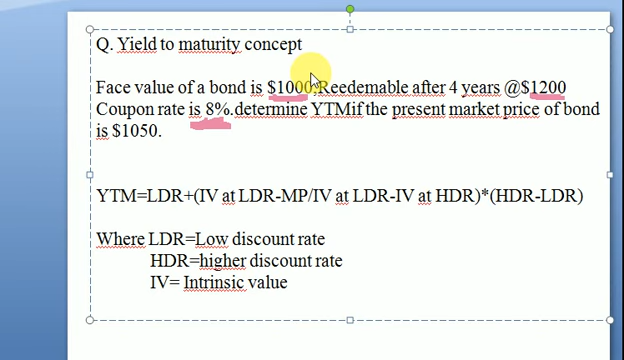 Q. Yield to maturity concept
Face value of a bond is $1000.Reedemable after 4 years @$1200
Coupon rate is 8%.determine YTMif the present market price of bond
is $1050.
YTM=LDR+(IV at LDR-MP/IV at LDR-IV at HDR)*(HDR-LDR)
Where LDR=Low discount rate
HDR=higher discount rate
IV= Intrinsic value